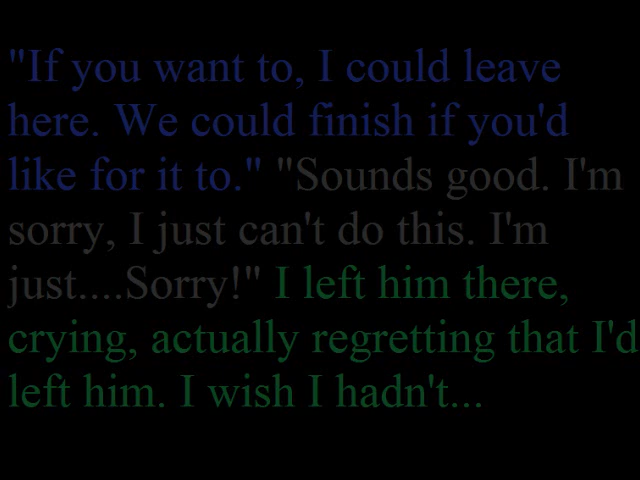 "If you want to, I could leave
here. We could finish if you'd
like for it to." "Sounds good. I'm
sorry, I just can't do this. I'm
just....Sorry!" I left him there,
crying, actually regretting that I'd
left him. I wish I hadn't...